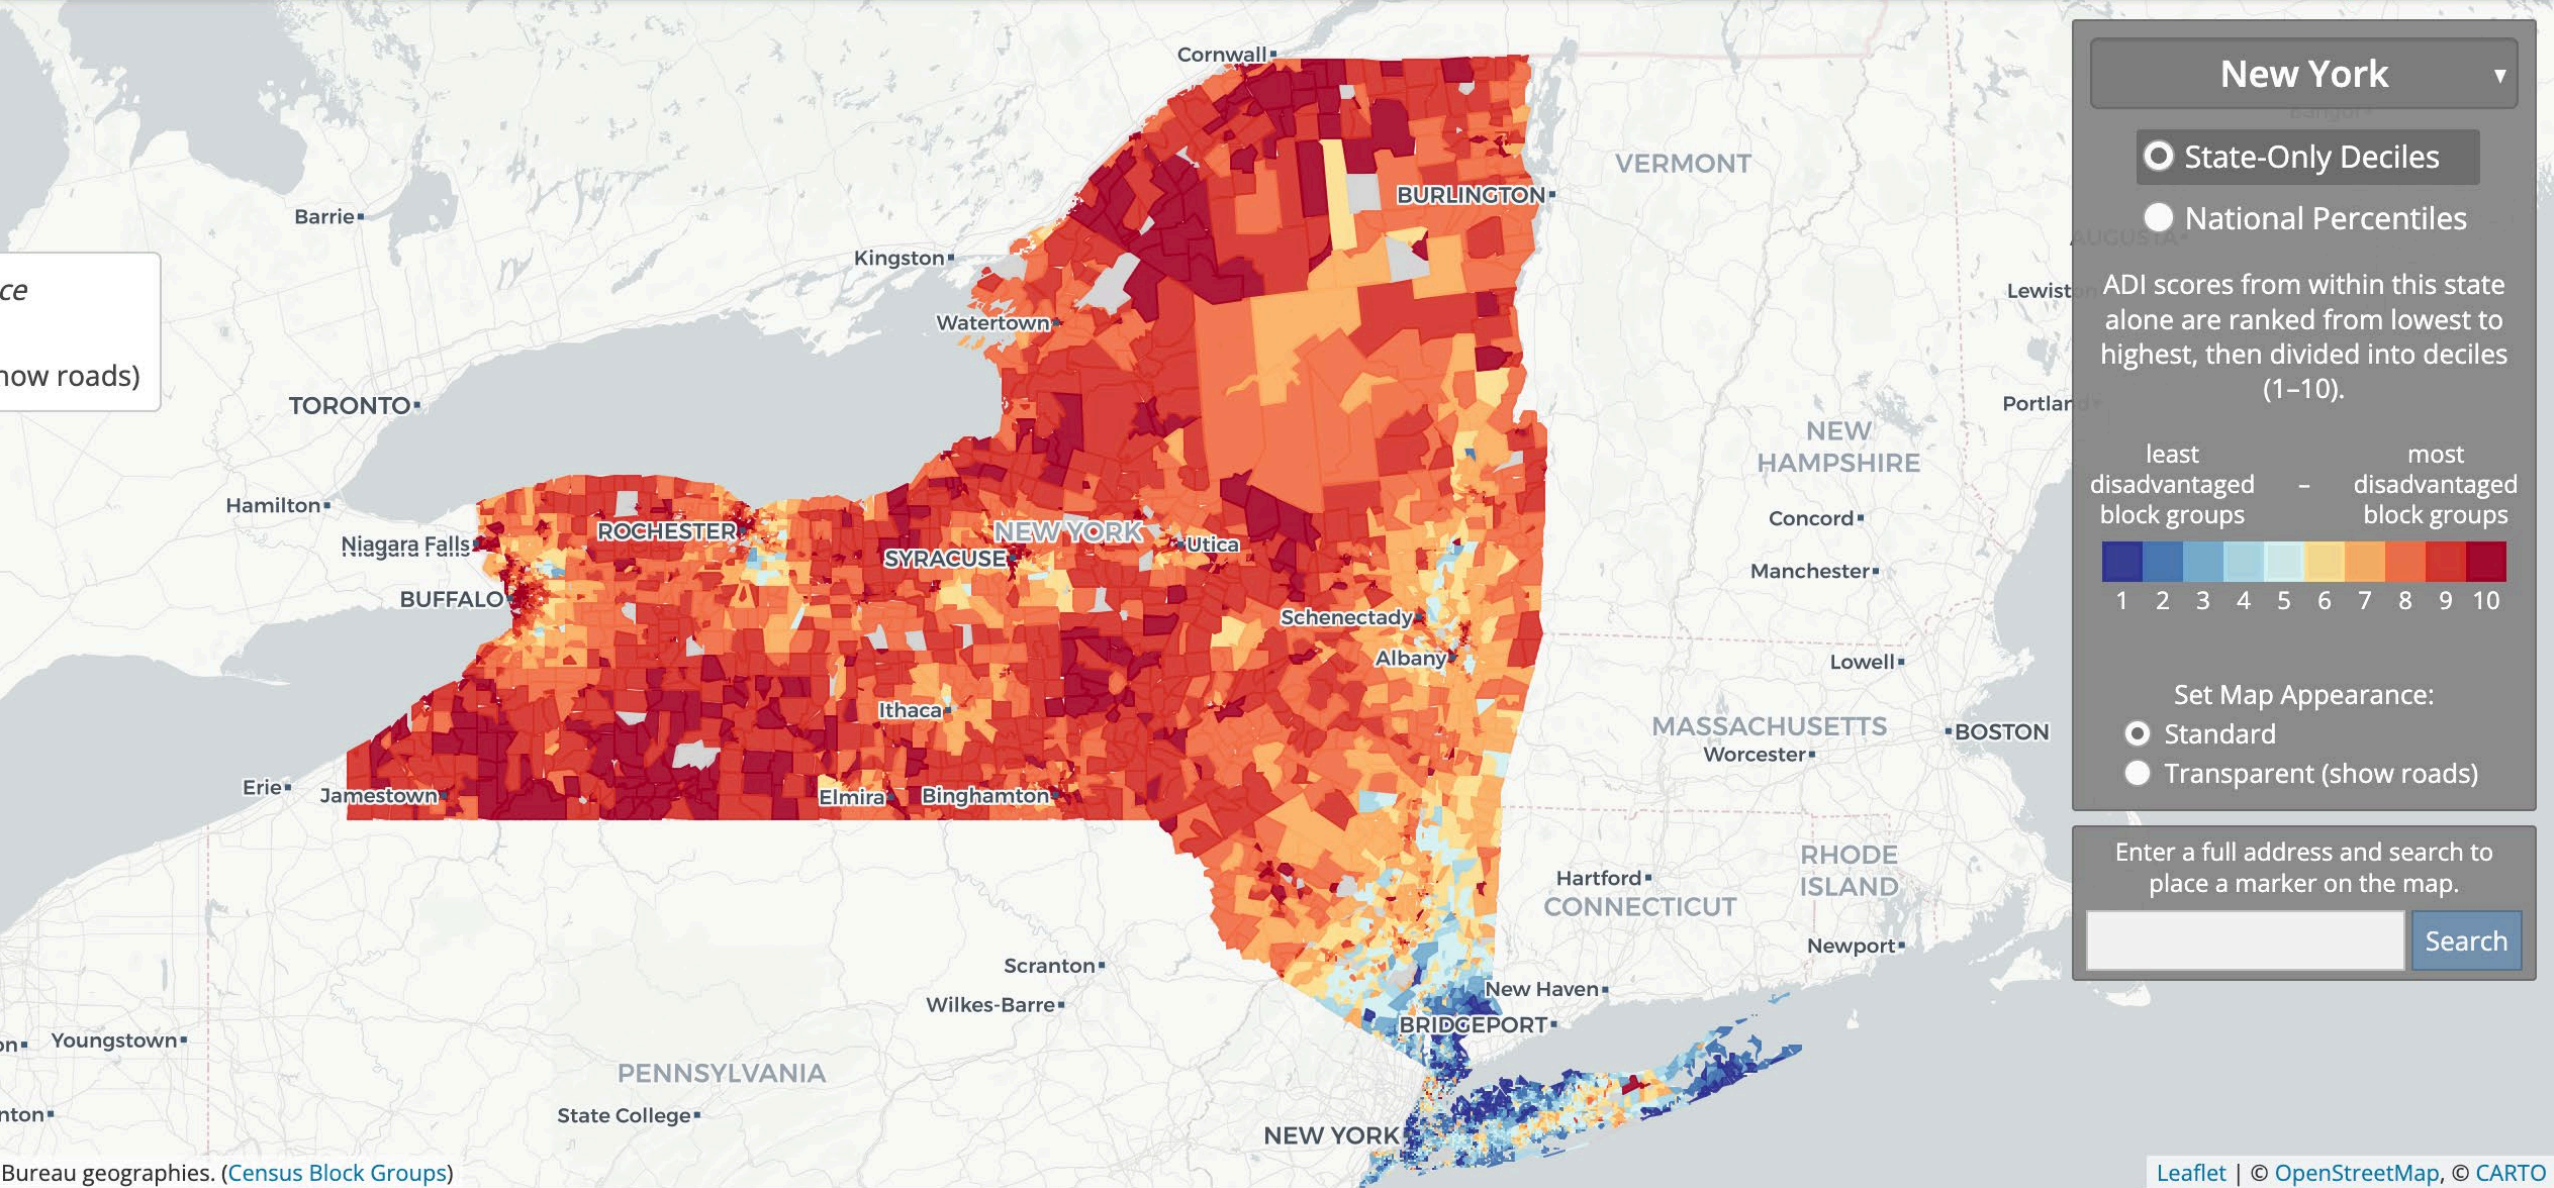 Cornwall
Barrie
Kingston
Watertown
TORONTO
Hamilton
Niagara Falls
ROCHESTER
BUFFALO
SYRACUSE
NEW YORK
Utica
Schenectady
Albany
Ithaca
Erie
Jamestown
Elmira
Binghamton
BURLINGTON
VERMONT
NEW
HAMPSHIRE
Concord
Manchester
Lowell
MASSACHUSETTS
Worcester
BOSTON
RHODE
ISLAND
Hartford
CONNECTICUT
Newport
New Haven
BRIDGEPORT
Scranton
Wilkes-Barre
Youngstown
PENNSYLVANIA
State College
NEW YORK
Lewiston
Portland
AUGUSTA
Bangor
ce
how roads)
on
nton
Bureau geographies. (Census Block Groups)
New York
State-Only Deciles
National Percentiles
ADI scores from within this state
alone are ranked from lowest to
highest, then divided into deciles
(1–10).
least
disadvantaged
block groups
–
most
disadvantaged
block groups
1 2 3 4 5 6 7 8 9 10
Set Map Appearance:
Standard
Transparent (show roads)
Enter a full address and search to
place a marker on the map.
Search
Leaflet | © OpenStreetMap, © CARTO